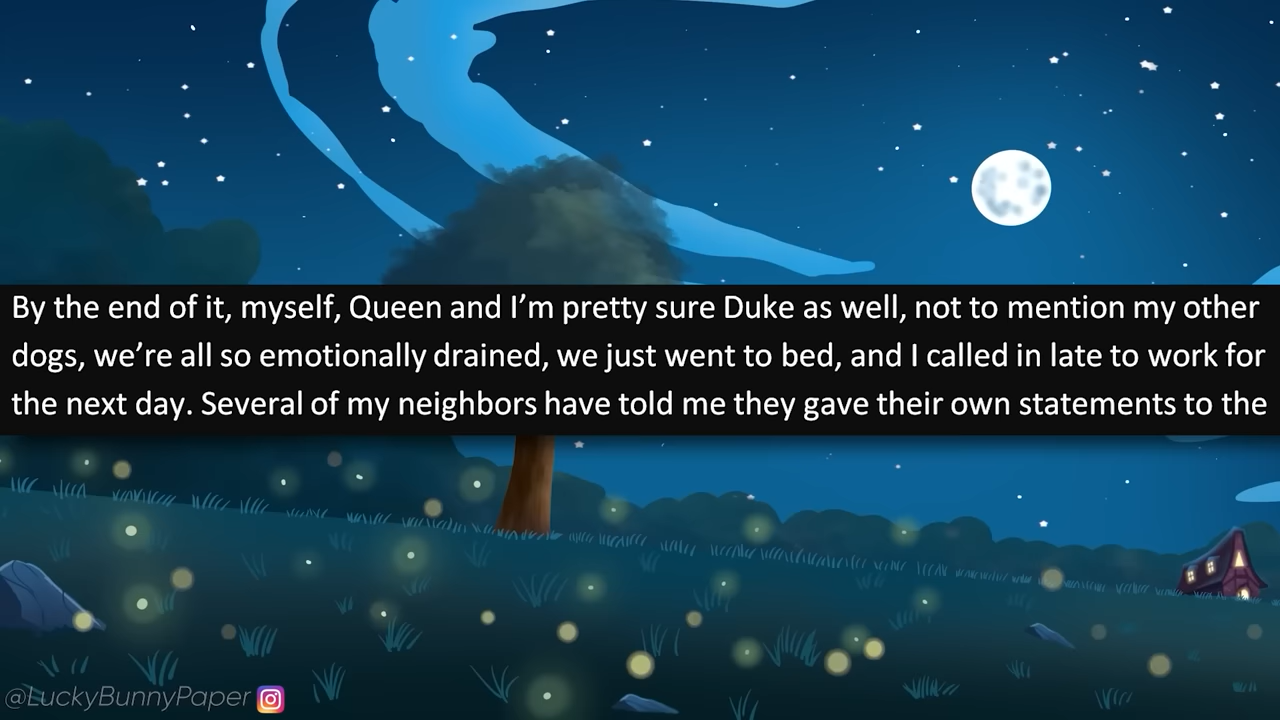 By the end of it, myself, Queen and I’m pretty sure Duke as well, not to mention my other
dogs, we’re all so emotionally drained, we just went to bed, and I called in late to work for
the next day. Several of my neighbors have told me they gave their own statements to the
@LuckyBunnyPaper